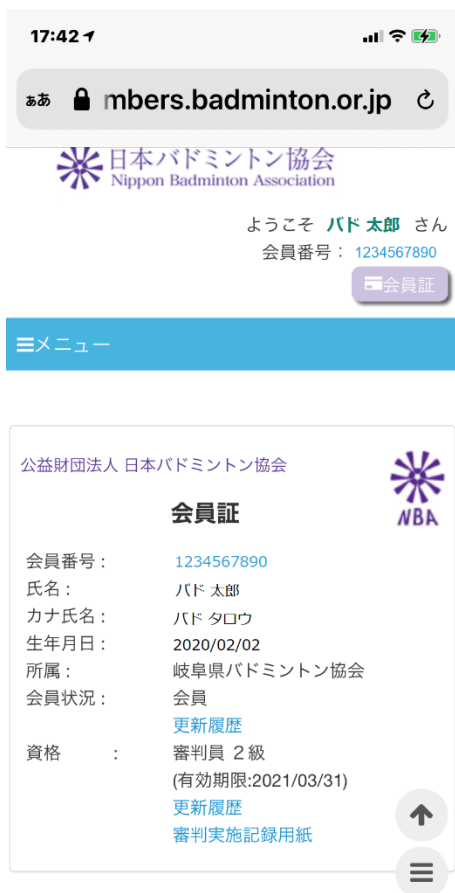 17:42
ぁあ mbers.badminton.or.jp
日本バドミントン協会
Nippon Badminton Association
ようこそ バド 太郎 さん
会員番号： 1234567890
会員証
メニュー
公益財団法人 日本バドミントン協会
NBA
会員証
会員番号 : 1234567890
氏名 : バド 太郎
カナ氏名 : バド タロウ
生年月日 : 2020/02/02
所属 : 岐阜県バドミントン協会
会員状況 : 会員
更新履歴
資格 : 審判員 ２級
(有効期限:2021/03/31)
更新履歴
審判実施記録用紙